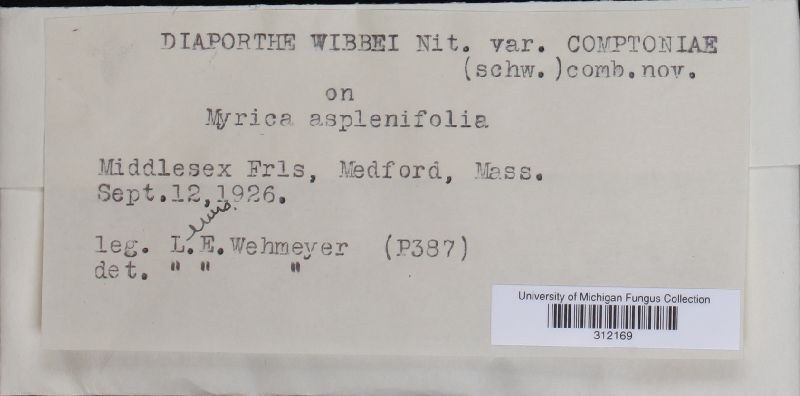 DIAPORTHE WIBBEI Nit. var. COMPTONIAE
(schw.)comb.nov.
on
Myrica asplenifolia
Middlesex Frls, Medford, Mass.
Sept.12,1926.
ewis
leg. L.E.Wehmeyer (P387)
det. " " "
University of Michigan Fungus Collection
312169